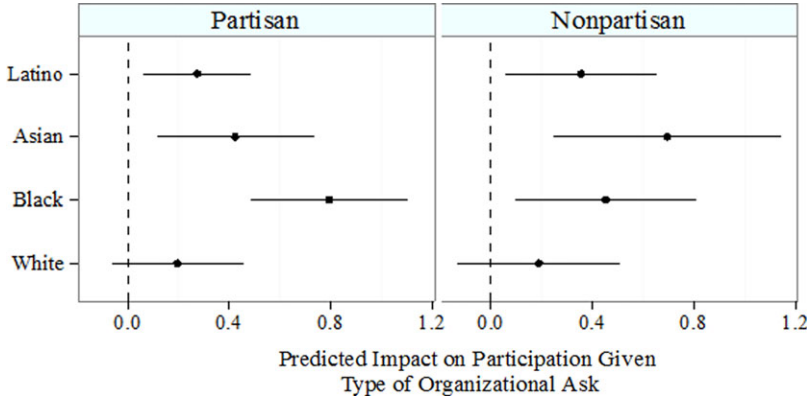 Partisan
Nonpartisan
Latino
Asian
Black
White
0.0 0.4 0.8 1.2
0.0 0.4 0.8 1.2
Predicted Impact on Participation Given
Type of Organizational Ask